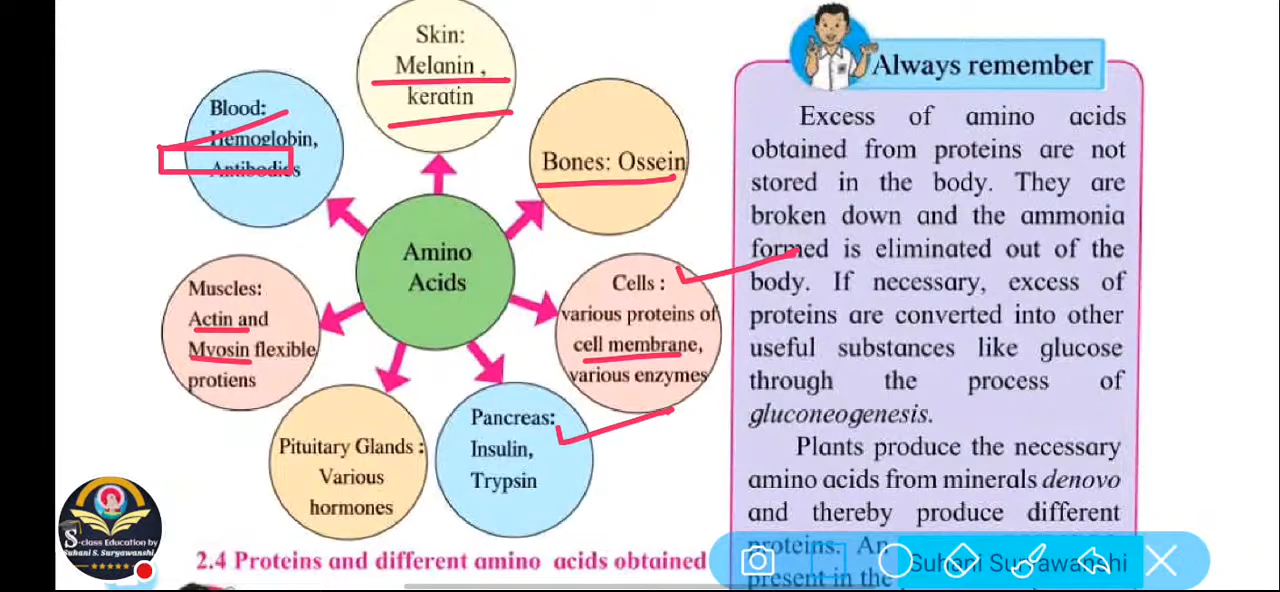 Skin:
Melanin ,
keratin
Blood:
Hemoglobin,
Antibodies
Bones: Ossein
Amino
Acids
Cells :
various proteins of
cell membrane,
various enzymes
Muscles:
Actin and
Myosin flexible
protiens
Pituitary Glands :
Various
hormones
Pancreas:
Insulin,
Trypsin
2.4 Proteins and different amino acids obtained
Always remember
Excess of amino acids
obtained from proteins are not
stored in the body. They are
broken down and the ammonia
formed is eliminated out of the
body. If necessary, excess of
proteins are converted into other
useful substances like glucose
through the process of
gluconeogenesis.
Plants produce the necessary
amino acids from minerals denovo
and thereby produce different
proteins. An
present in the
Suhani Suryawanshi
S-class Education by
Suhani S. Suryawanshi